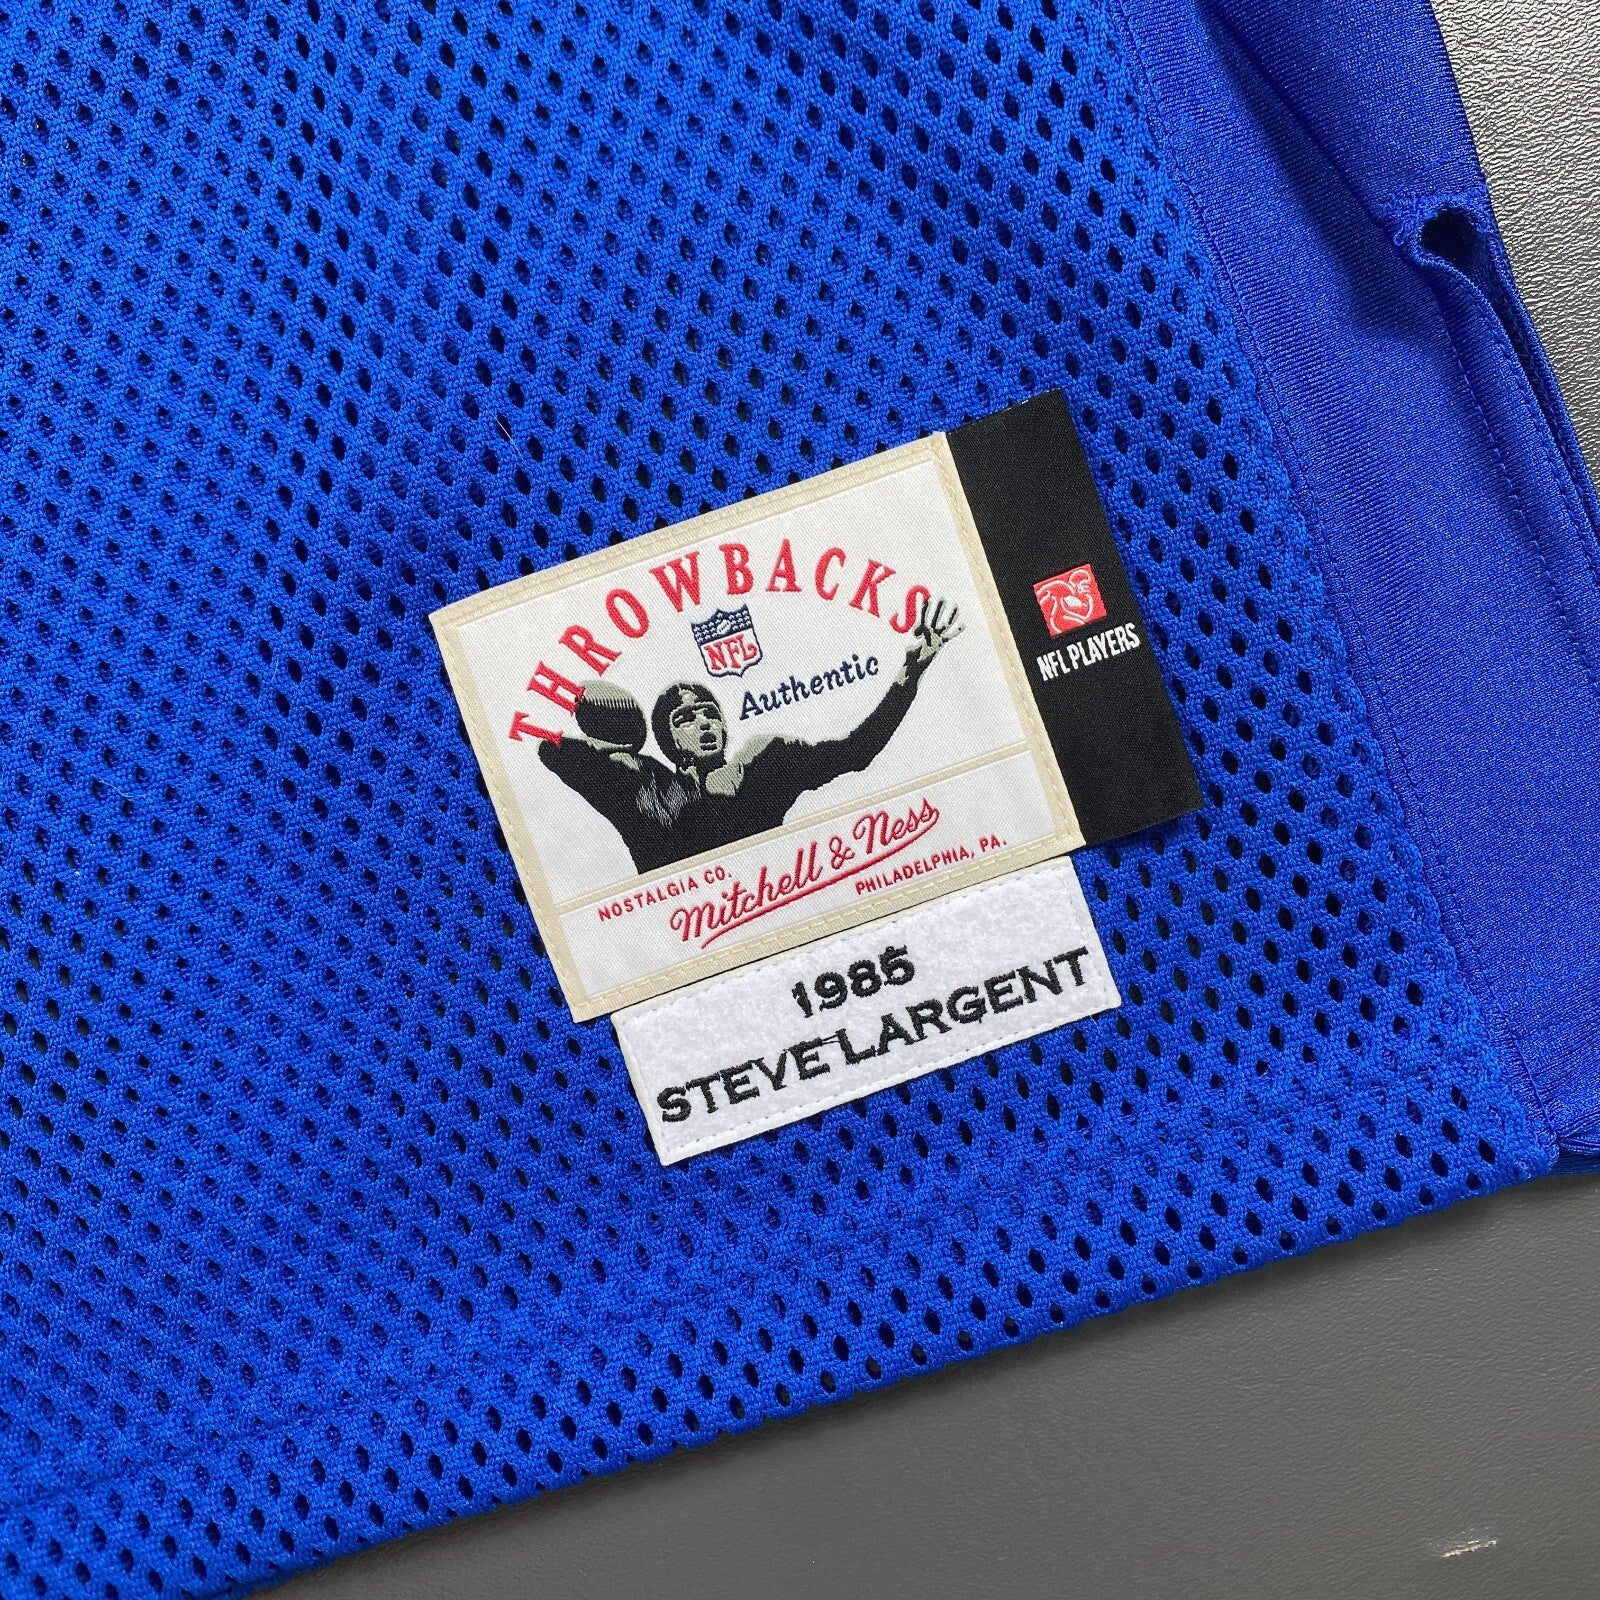 THROWBACKS
NFL
Authentic
NFL PLAYERS
NOSTALGIA CO. Mitchell & Ness PHILADELPHIA, PA.
1985
STEVE LARGENT